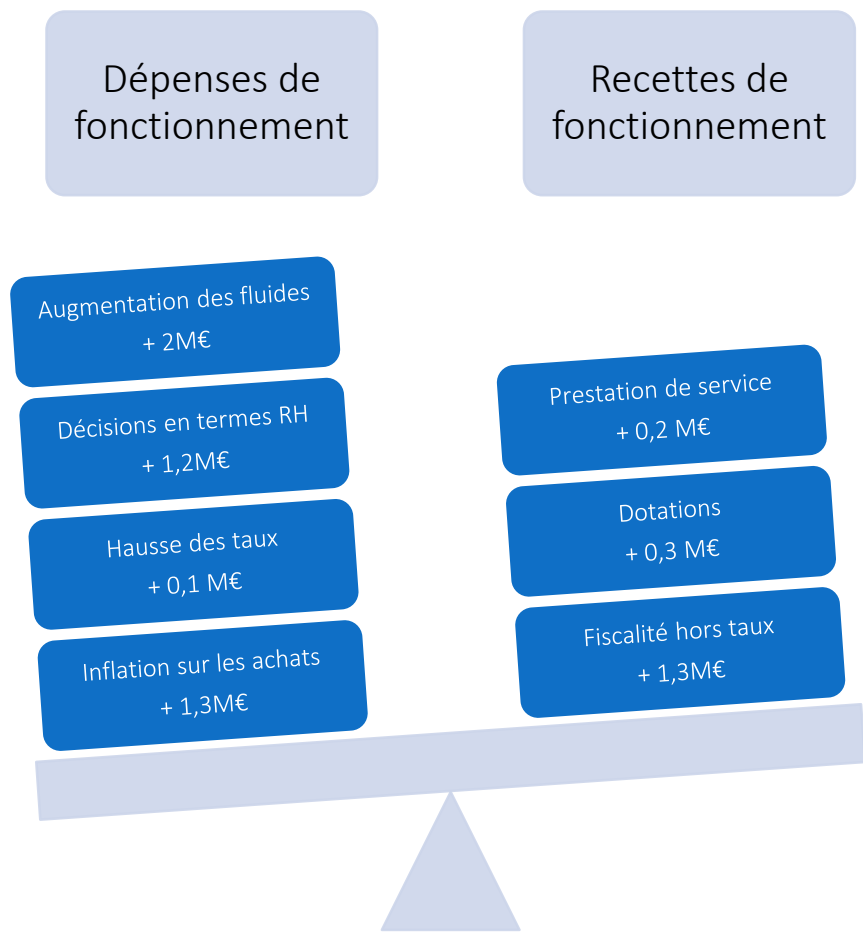 Dépenses de
fonctionnement
Augmentation des fluides
+ 2M€
Décisions en termes RH
+ 1,2M€
Hausse des taux
+ 0,1 M€
Inflation sur les achats
+ 1,3M€
Recettes de
fonctionnement
Prestation de service
+ 0,2 M€
Dotations
+ 0,3 M€
Fiscalité hors taux
+ 1,3M€